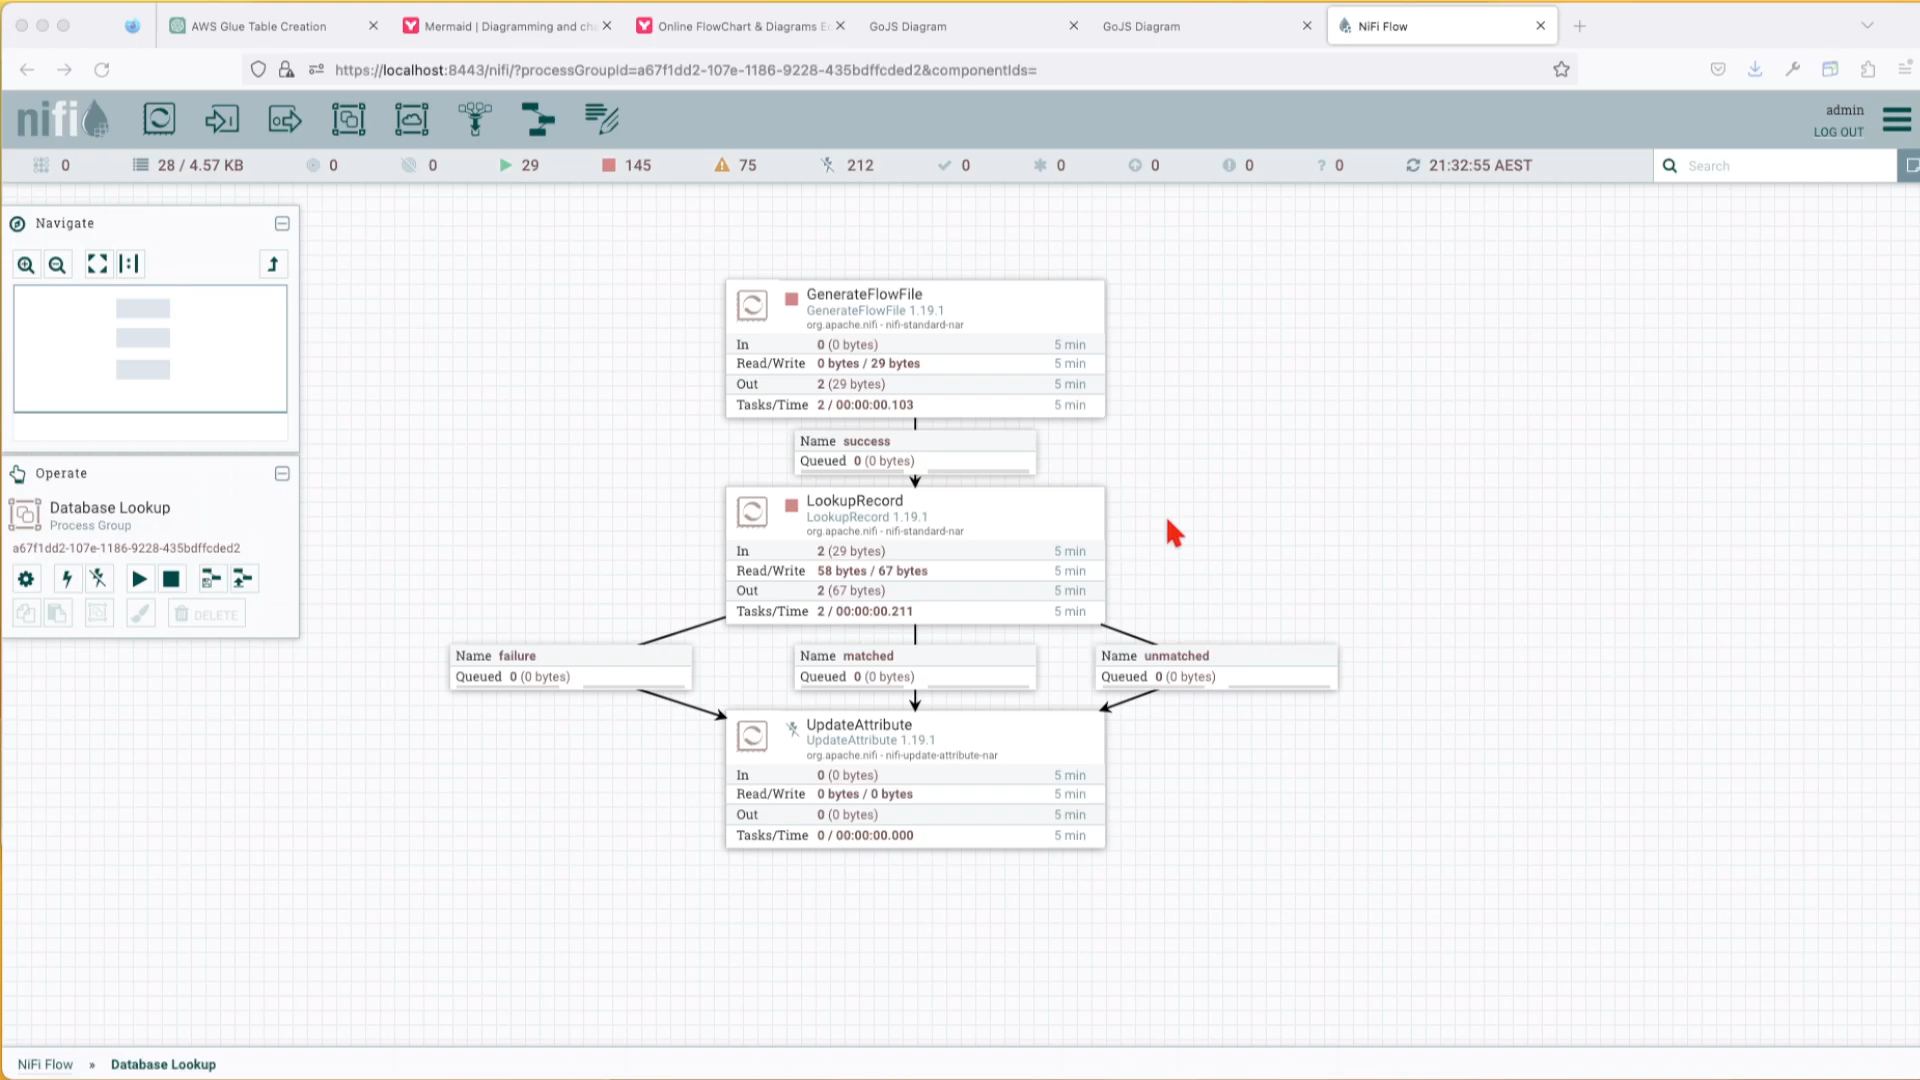 AWS Glue Table Creation
Mermaid | Diagramming and cha
Online FlowChart & Diagrams E
GoJS Diagram
GoJS Diagram
NiFi Flow
https://localhost:8443/nifi/?processGroupId=a67f1dd2-107e-1186-9228-435bdffcded2&componentIds=
nifi
admin
LOG OUT
0
28 / 4.57 KB
0
0
29
145
75
212
0
0
0
0
? 0
21:32:55 AEST
Search
Navigate
Operate
Database Lookup
Process Group
a67f1dd2-107e-1186-9228-435bdffcded2
DELETE
GenerateFlowFile
GenerateFlowFile 1.19.1
org.apache.nifi - nifi-standard-nar
In 0 (0 bytes) 5 min
Read/Write 0 bytes / 29 bytes 5 min
Out 2 (29 bytes) 5 min
Tasks/Time 2 / 00:00:00.103 5 min
Name success
Queued 0 (0 bytes)
LookupRecord
LookupRecord 1.19.1
org.apache.nifi - nifi-standard-nar
In 2 (29 bytes) 5 min
Read/Write 58 bytes / 67 bytes 5 min
Out 2 (67 bytes) 5 min
Tasks/Time 2 / 00:00:00.211 5 min
Name failure
Queued 0 (0 bytes)
Name matched
Queued 0 (0 bytes)
Name unmatched
Queued 0 (0 bytes)
UpdateAttribute
UpdateAttribute 1.19.1
org.apache.nifi - nifi-update-attribute-nar
In 0 (0 bytes) 5 min
Read/Write 0 bytes / 0 bytes 5 min
Out 0 (0 bytes) 5 min
Tasks/Time 0 / 00:00:00.000 5 min
NiFi Flow » Database Lookup